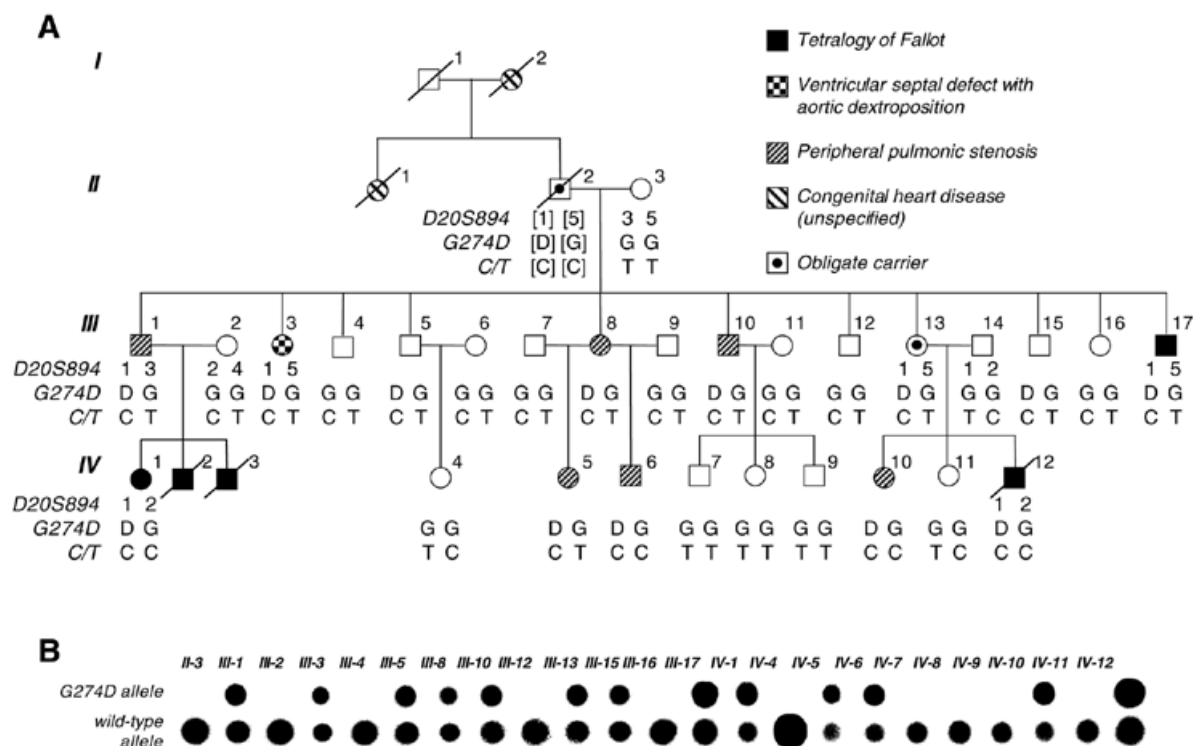 A
I
1
2
Tetralogy of Fallot
Ventricular septal defect with
aortic dextroposition
Peripheral pulmonic stenosis
Congenital heart disease
(unspecified)
Obligate carrier
II
1 2 3
D20S894 [1] [5] 3 5
G274D [D] [G] G G
C/T [C] [C] T T
III
1 2 3 4 5 6 7 8 9 10 11 12 13 14 15 16 17
D20S894 1 3 2 4 1 5 1 5 1 2 1 5
G274D D G G G D G G G D G G G G G D G G G D G G G G G D G G G D G G G D G
C/T C T C T C T C T C T C T C T C T C T C T C T C T C T T C C T C T C T
IV
1 2 3 4 5 6 7 8 9 10 11 12
D20S894 1 2 1 2
G274D D G G G D G D G G G G G G G D G G G D G
C/T C C T C C T C C T T T T T T C C T C C C
B
II-3 III-1 III-2 III-3 III-4 III-5 III-8 III-10 III-12 III-13 III-15 III-16 III-17 IV-1 IV-4 IV-5 IV-6 IV-7 IV-8 IV-9 IV-10 IV-11 IV-12
G274D allele
wild-type
allele